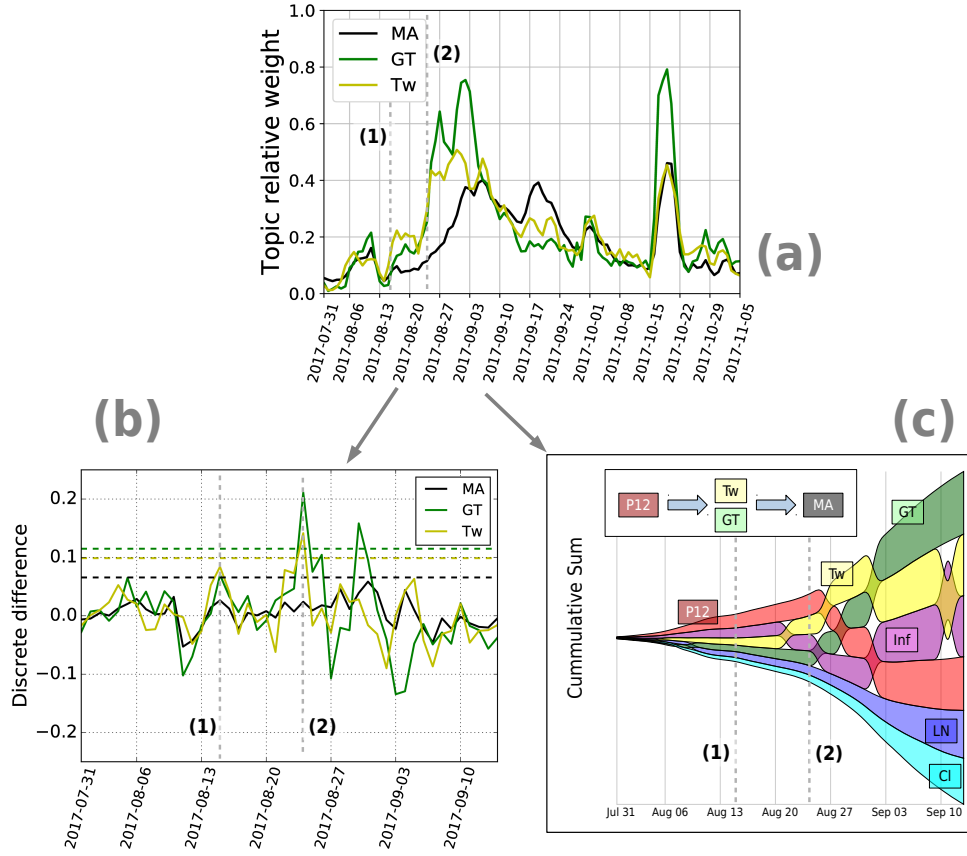 Topic relative weight
1.0
0.8
0.6
0.4
0.2
0.0
MA
GT
Tw
(1)
(2)
2017-07-31
2017-08-06
2017-08-13
2017-08-20
2017-08-27
2017-09-03
2017-09-10
2017-09-17
2017-09-24
2017-10-01
2017-10-08
2017-10-15
2017-10-22
2017-10-29
2017-11-05
(a)
(b)
Discrete difference
0.2
0.1
0.0
−0.1
−0.2
MA
GT
Tw
(1)
(2)
2017-07-31
2017-08-06
2017-08-13
2017-08-20
2017-08-27
2017-09-03
2017-09-10
(c)
Cummulative Sum
P12
Tw
GT
MA
GT
Tw
P12
Inf
LN
Cl
(1)
(2)
Jul 31
Aug 06
Aug 13
Aug 20
Aug 27
Sep 03
Sep 10